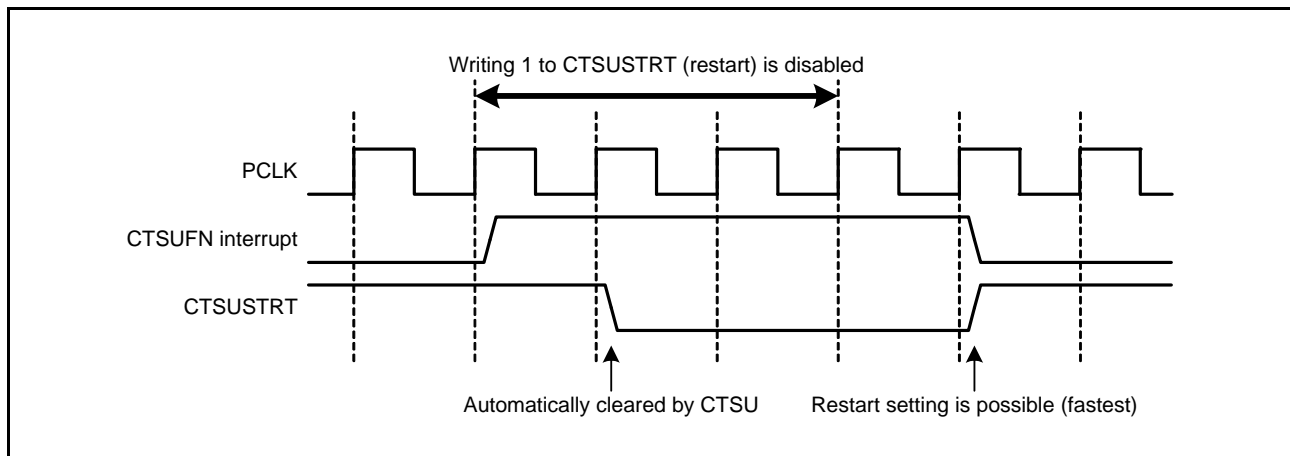 Writing 1 to CTSUSTRT (restart) is disabled
PCLK
CTSUFN interrupt
CTSUSTRT
Automatically cleared by CTSU
Restart setting is possible (fastest)